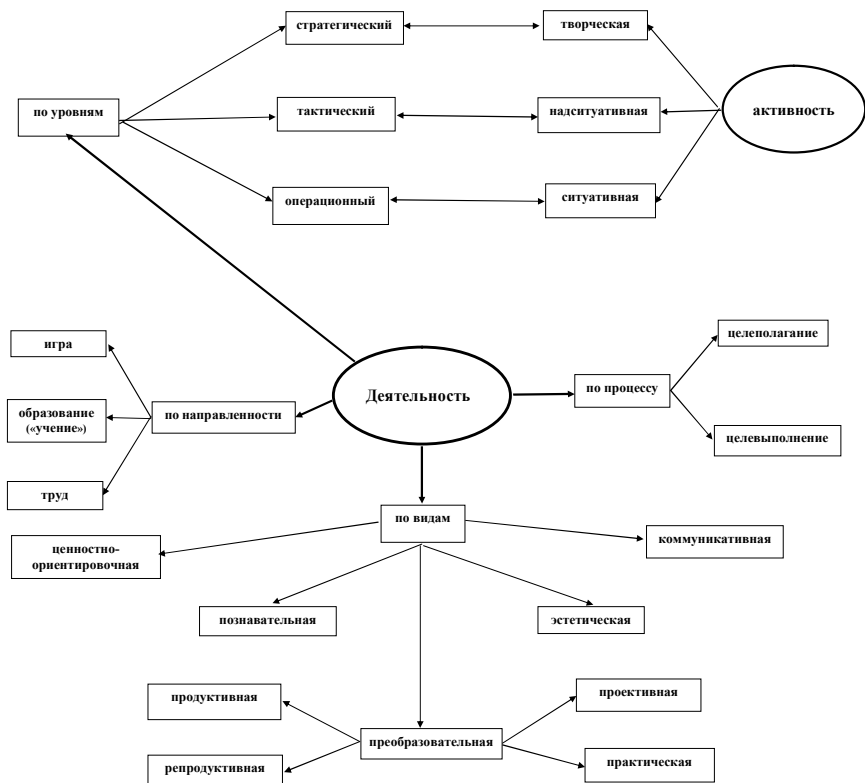 стратегический
творческая
по уровням
тактический
надситуативная
активность
операционный
ситуативная
игра
целеполагание
образование
(«учение»)
по направленности
Деятельность
по процессу
целевыполнение
труд
по видам
ценностно-
ориентировочная
коммуникативная
познавательная
эстетическая
продуктивная
проективная
преобразовательная
репродуктивная
практическая